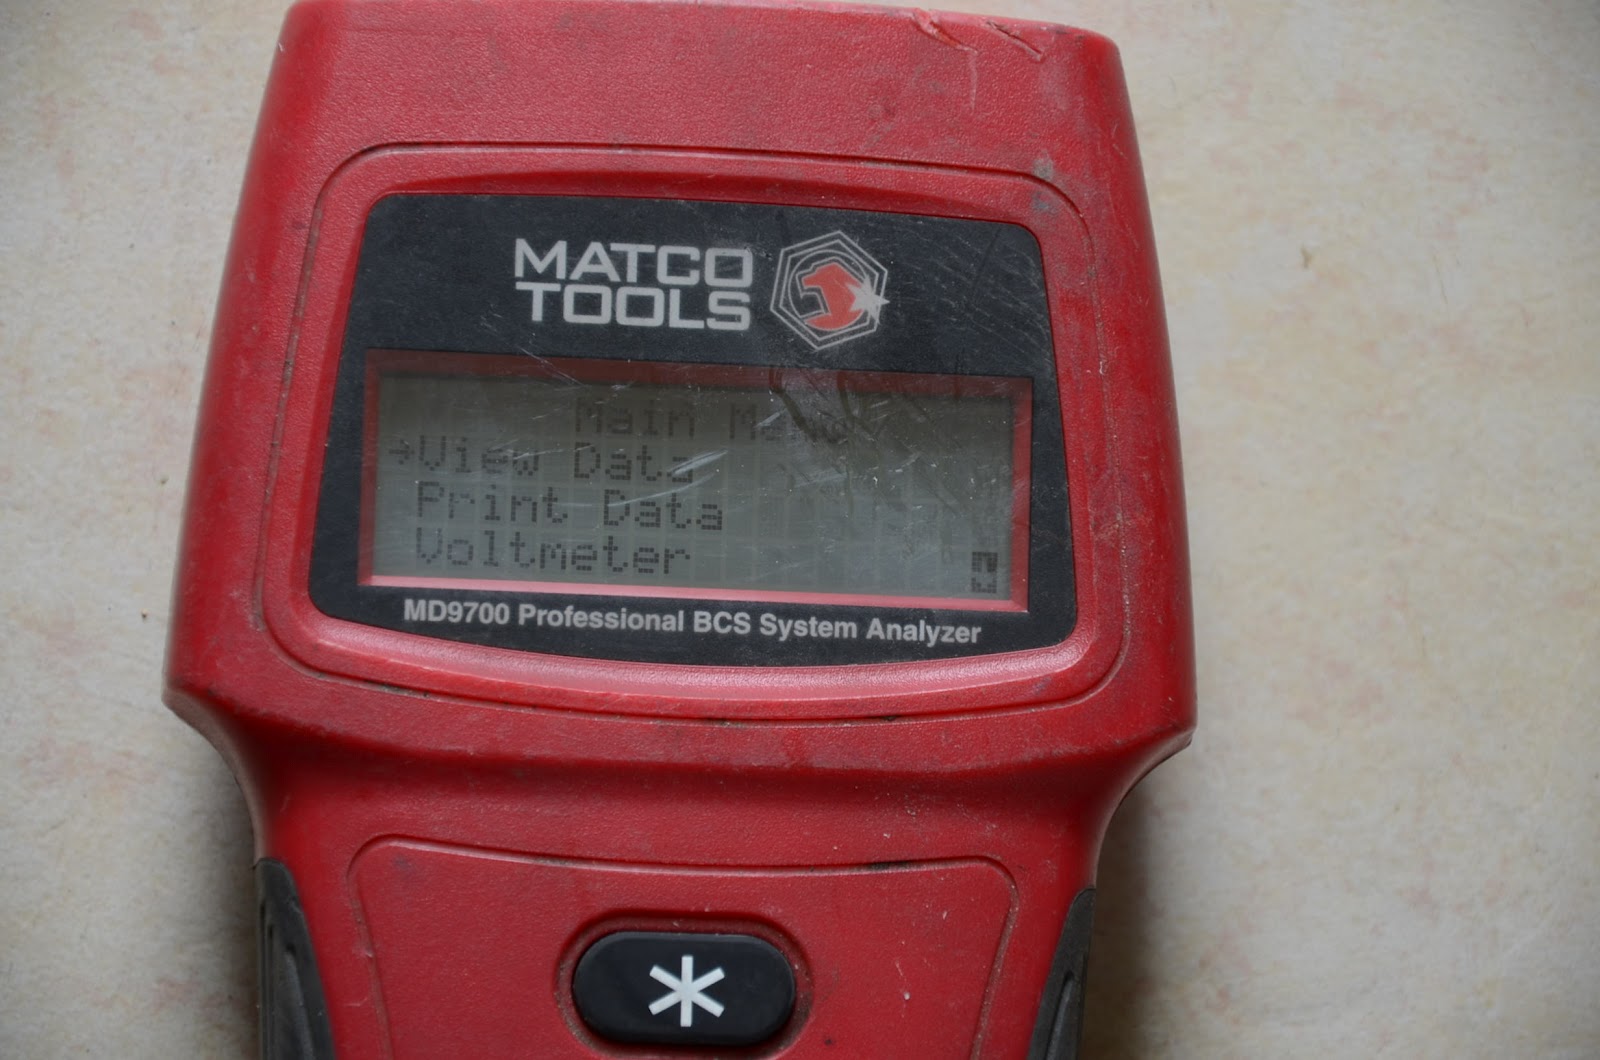 MATCO
TOOLS
Main Menu
→View Data
Print Data
Voltmeter
MD9700 Professional BCS System Analyzer
*